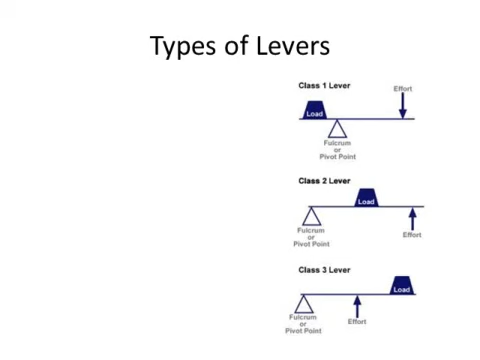 Types of Levers
Class 1 Lever
Effort
Load
Fulcrum
or
Pivot Point
Class 2 Lever
Load
Fulcrum
or
Pivot Point
Effort
Class 3 Lever
Load
Fulcrum
or
Pivot Point
Effort